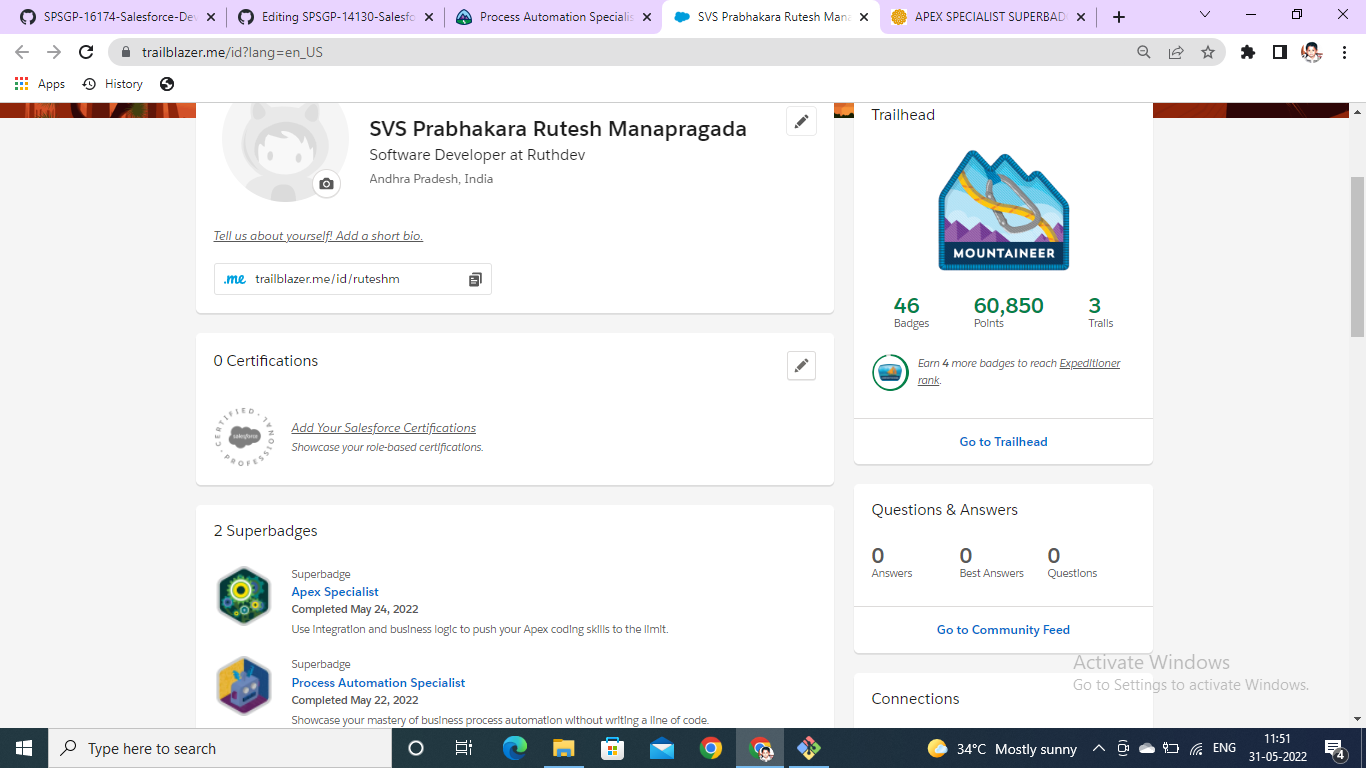 SPSGP-16174-Salesforce-Dev
Editing SPSGP-14130-Salesfo
Process Automation Specialis
SVS Prabhakara Rutesh Mana
APEX SPECIALIST SUPERBAD
trailblazer.me/id?lang=en_US
Apps
History
SVS Prabhakara Rutesh Manapragada
Software Developer at Ruthdev
Andhra Pradesh, India
Tell us about yourself! Add a short bio.
.me trailblazer.me/id/ruteshm
0 Certifications
CERTIFIED PROFESSIONAL
salesforce
Add Your Salesforce Certifications
Showcase your role-based certifications.
2 Superbadges
Superbadge
Apex Specialist
Completed May 24, 2022
Use integration and business logic to push your Apex coding skills to the limit.
Superbadge
Process Automation Specialist
Completed May 22, 2022
Showcase your mastery of business process automation without writing a line of code.
Trailhead
MOUNTAINEER
46 60,850 3
Badges Points Trails
Earn 4 more badges to reach Expeditioner
rank.
Go to Trailhead
Questions & Answers
0 0 0
Answers Best Answers Questions
Go to Community Feed
Connections
Activate Windows
Go to Settings to activate Windows.
Type here to search
34°C Mostly sunny
ENG
11:51
31-05-2022
4